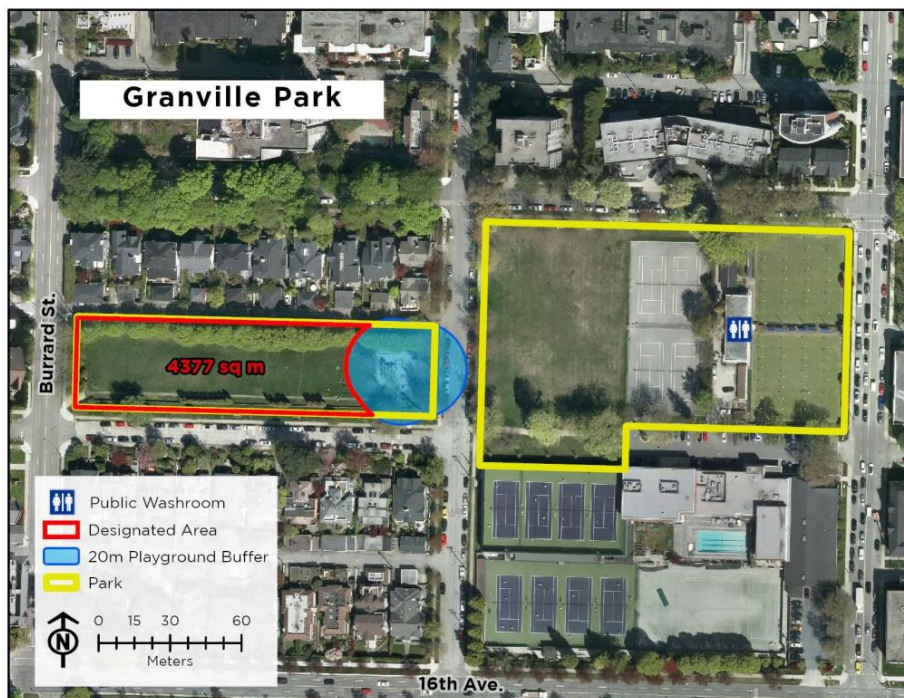 Granville Park
Burrard St.
4377 sq m
Public Washroom
Designated Area
20m Playground Buffer
Park
N
0 15 30 60
Meters
16th Ave.